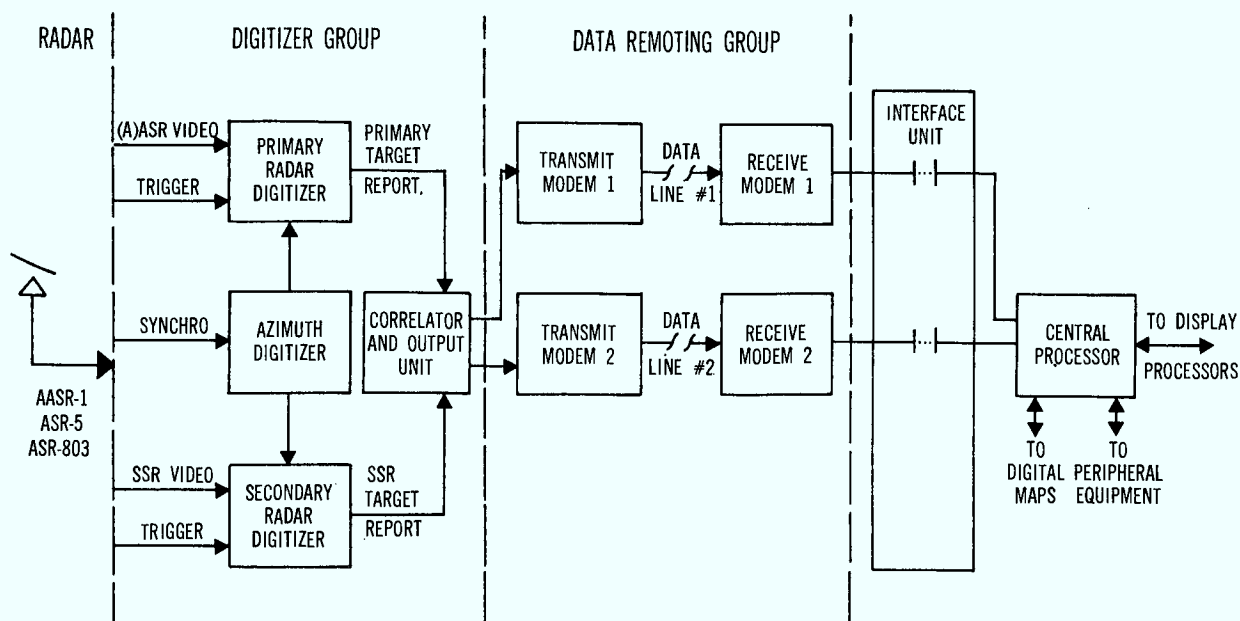 RADAR
DIGITIZER GROUP
DATA REMOTING GROUP
(A)ASR VIDEO
TRIGGER
PRIMARY
RADAR
DIGITIZER
PRIMARY
TARGET
REPORT.
SYNCHRO
AZIMUTH
DIGITIZER
CORRELATOR
AND OUTPUT
UNIT
AASR-1
ASR-5
ASR-803
SSR VIDEO
TRIGGER
SECONDARY
RADAR
DIGITIZER
SSR
TARGET
REPORT
TRANSMIT
MODEM 1
DATA
LINE #1
RECEIVE
MODEM 1
TRANSMIT
MODEM 2
DATA
LINE #2
RECEIVE
MODEM 2
INTERFACE
UNIT
CENTRAL
PROCESSOR
TO DISPLAY
PROCESSORS
TO
DIGITAL
MAPS
TO
PERIPHERAL
EQUIPMENT